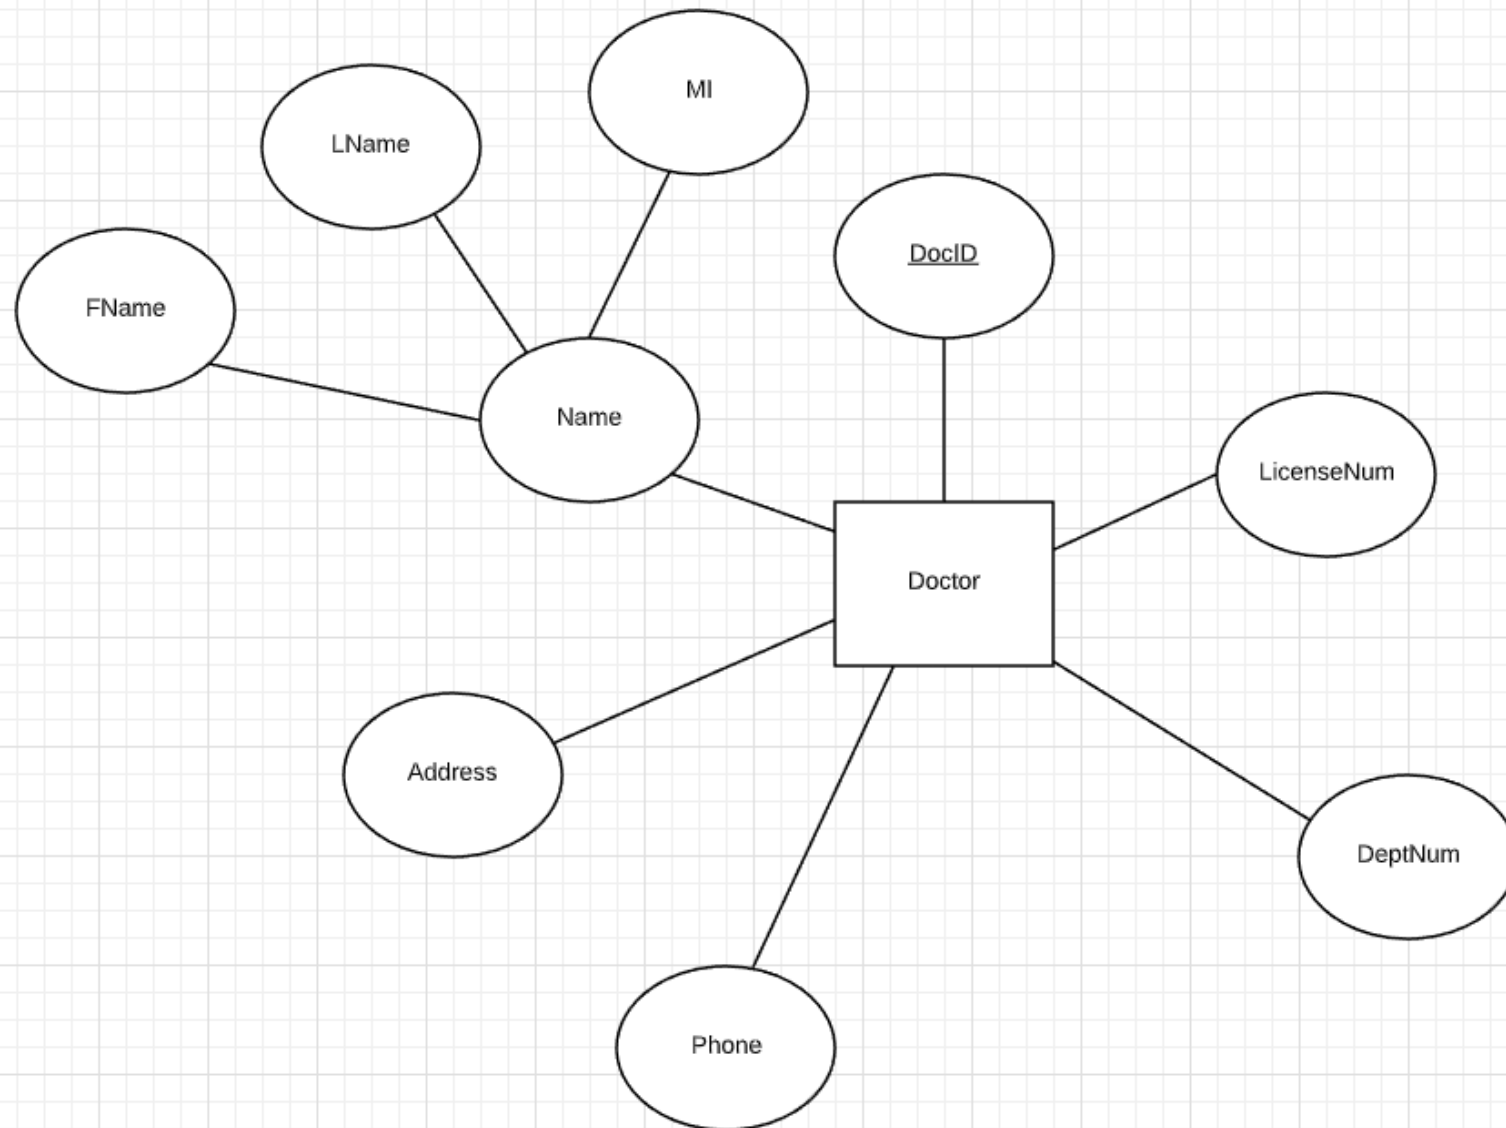 MI
LName
DocID
FName
Name
LicenseNum
Doctor
Address
DeptNum
Phone